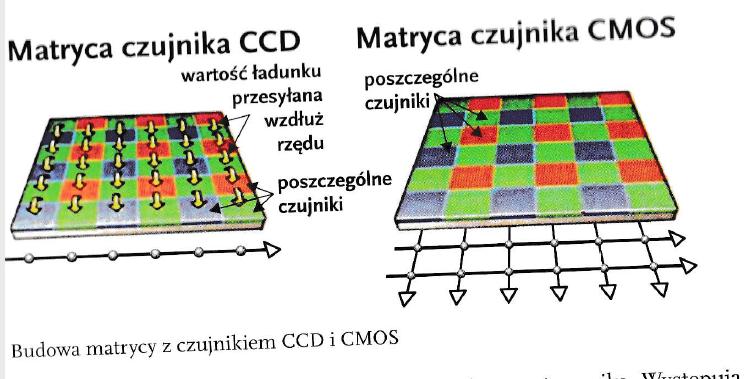 Matryca czujnika CCD
wartość ładunku
przesyłana
wzdłuż
rzędu
poszczególne
czujniki
Matryca czujnika CMOS
poszczególne
czujniki
Budowa matrycy z czujnikiem CCD i CMOS